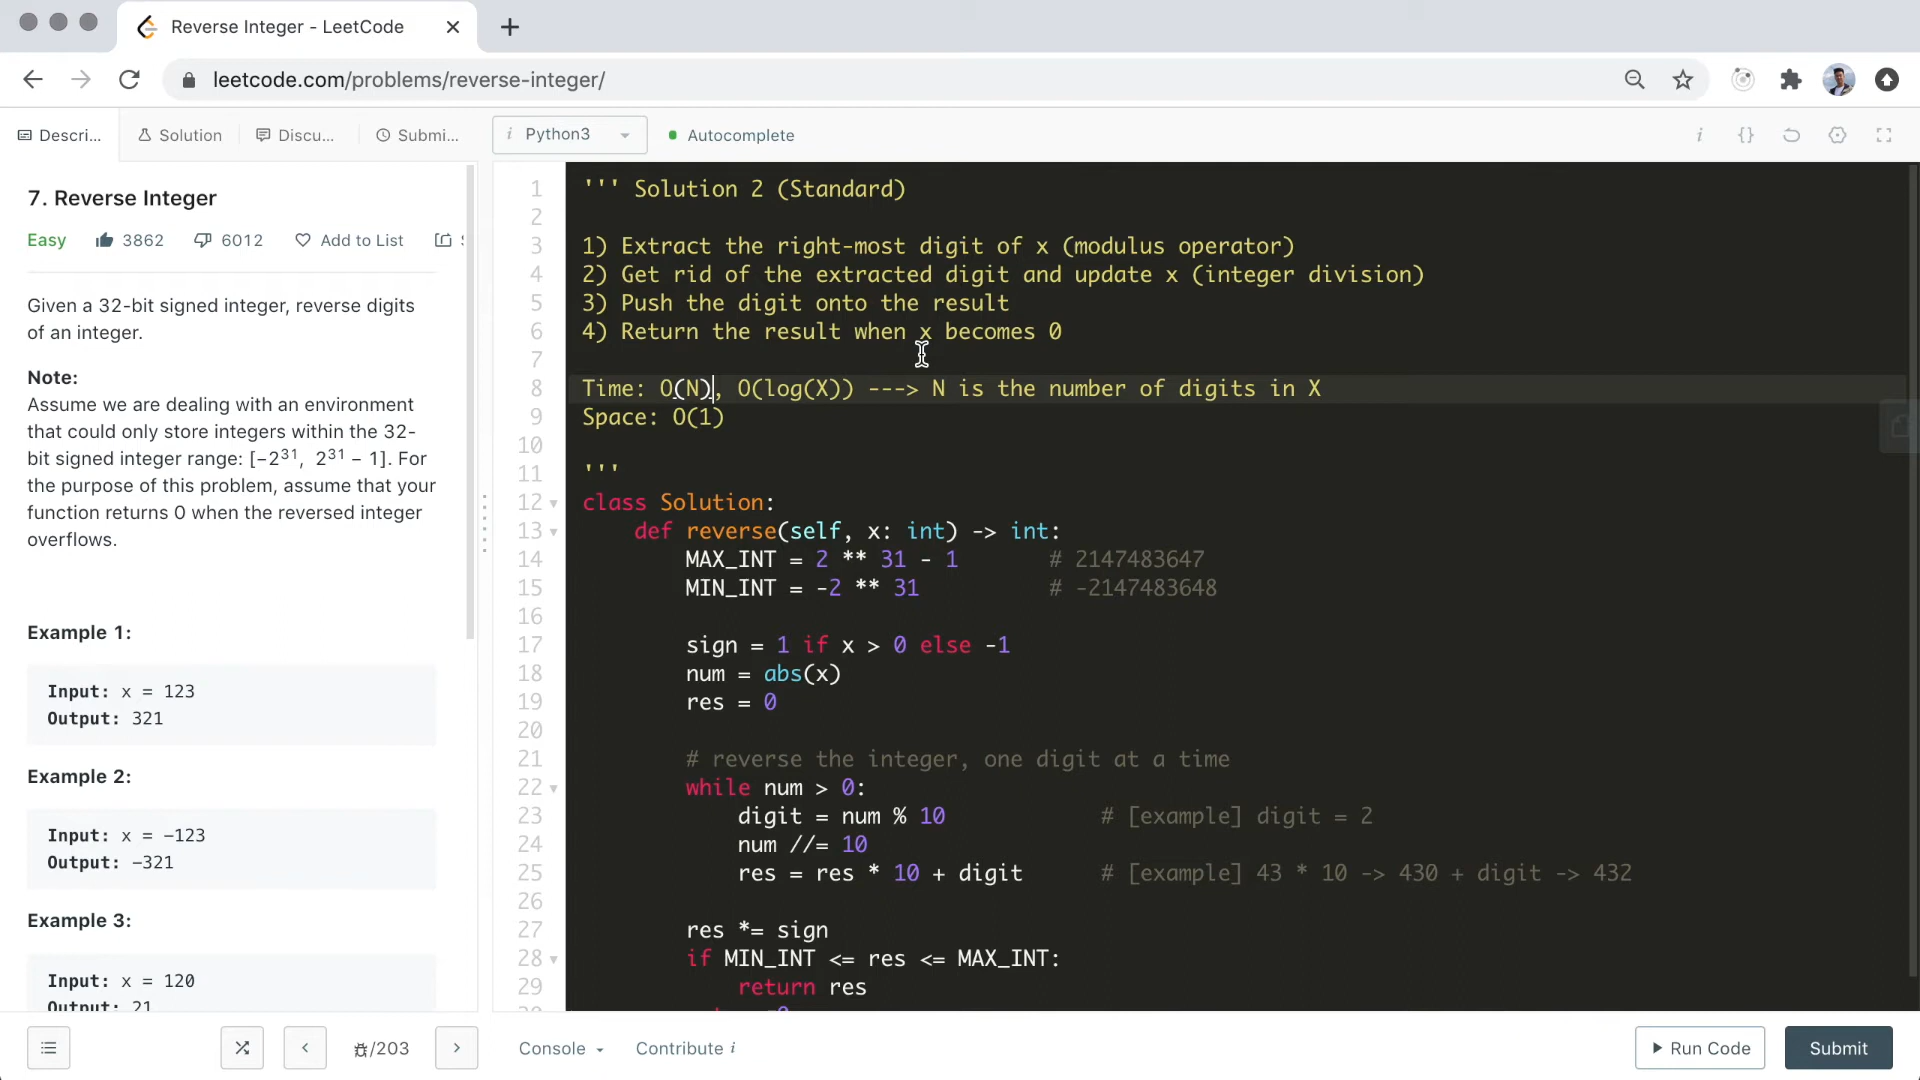 Reverse Integer - LeetCode
leetcode.com/problems/reverse-integer/
Descri...
Solution
Discu...
Submi...
i Python3
Autocomplete
i {}
7. Reverse Integer
Easy 3862 6012 Add to List
Given a 32-bit signed integer, reverse digits
of an integer.
Note:
Assume we are dealing with an environment
that could only store integers within the 32-
bit signed integer range: [−2³¹, 2³¹ − 1]. For
the purpose of this problem, assume that your
function returns 0 when the reversed integer
overflows.
Example 1:
Input: x = 123
Output: 321
Example 2:
Input: x = −123
Output: −321
Example 3:
Input: x = 120
Output: 21
1 ''' Solution 2 (Standard)
2
3 1) Extract the right-most digit of x (modulus operator)
4 2) Get rid of the extracted digit and update x (integer division)
5 3) Push the digit onto the result
6 4) Return the result when x becomes 0
7
8 Time: O(N), O(log(X)) ---> N is the number of digits in X
9 Space: O(1)
10
11 '''
12 class Solution:
13 def reverse(self, x: int) -> int:
14 MAX_INT = 2 ** 31 - 1 # 2147483647
15 MIN_INT = -2 ** 31 # -2147483648
16
17 sign = 1 if x > 0 else -1
18 num = abs(x)
19 res = 0
20
21 # reverse the integer, one digit at a time
22 while num > 0:
23 digit = num % 10 # [example] digit = 2
24 num //= 10
25 res = res * 10 + digit # [example] 43 * 10 -> 430 + digit -> 432
26
27 res *= sign
28 if MIN_INT <= res <= MAX_INT:
29 return res
/203
Console
Contribute i
Run Code
Submit